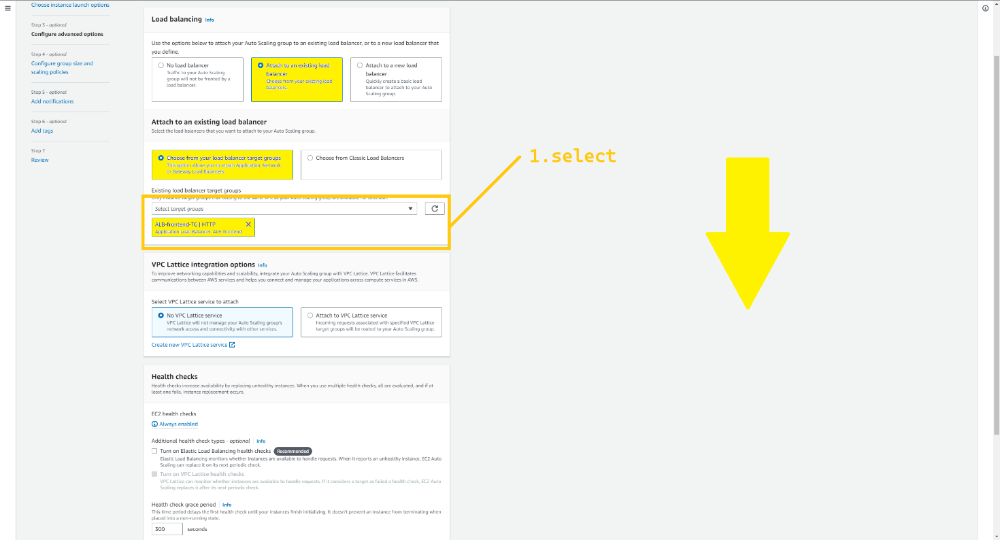 Choose instance launch options
Step 3 - optional
Configure advanced options
Step 4 - optional
Configure group size and
scaling policies
Step 5 - optional
Add notifications
Step 6 - optional
Add tags
Step 7
Review
Load balancing Info
Use the options below to attach your Auto Scaling group to an existing load balancer, or to a new load balancer that
you define.
No load balancer
Traffic to your Auto Scaling
group will not be fronted by a
load balancer.
Attach to an existing load
balancer
Choose from your existing load
balancers.
Attach to a new load
balancer
Quickly create a basic load
balancer to attach to your Auto
Scaling group.
Attach to an existing load balancer
Select the load balancers that you want to attach to your Auto Scaling group.
Choose from your load balancer target groups
This option allows you to attach Application, Network,
or Gateway Load Balancers.
Choose from Classic Load Balancers
1.select
Existing load balancer target groups
Only instance target groups that belong to the same VPC as your Auto Scaling group are available for selection.
Select target groups
ALB-frontend-TG | HTTP
Application Load Balancer: ALB-frontend
VPC Lattice integration options Info
To improve networking capabilities and scalability, integrate your Auto Scaling group with VPC Lattice. VPC Lattice facilitates
communications between AWS services and helps you connect and manage your applications across compute services in AWS.
Select VPC Lattice service to attach
No VPC Lattice service
VPC Lattice will not manage your Auto Scaling group's
network access and connectivity with other services.
Attach to VPC Lattice service
Incoming requests associated with specified VPC Lattice
target groups will be routed to your Auto Scaling group.
Create new VPC Lattice service
Health checks
Health checks increase availability by replacing unhealthy instances. When you use multiple health checks, all are evaluated, and if at
least one fails, instance replacement occurs.
EC2 health checks
Always enabled
Additional health check types - optional Info
Turn on Elastic Load Balancing health checks Recommended
Elastic Load Balancing monitors whether instances are available to handle requests. When it reports an unhealthy instance, EC2 Auto
Scaling can replace it on its next periodic check.
Turn on VPC Lattice health checks
VPC Lattice can monitor whether instances are available to handle requests. If it considers a target as failed a health check, EC2 Auto
Scaling replaces it after its next periodic check.
Health check grace period Info
This time period delays the first health check until your instances finish initializing. It doesn't prevent an instance from terminating when
placed into a non-running state.
300 seconds